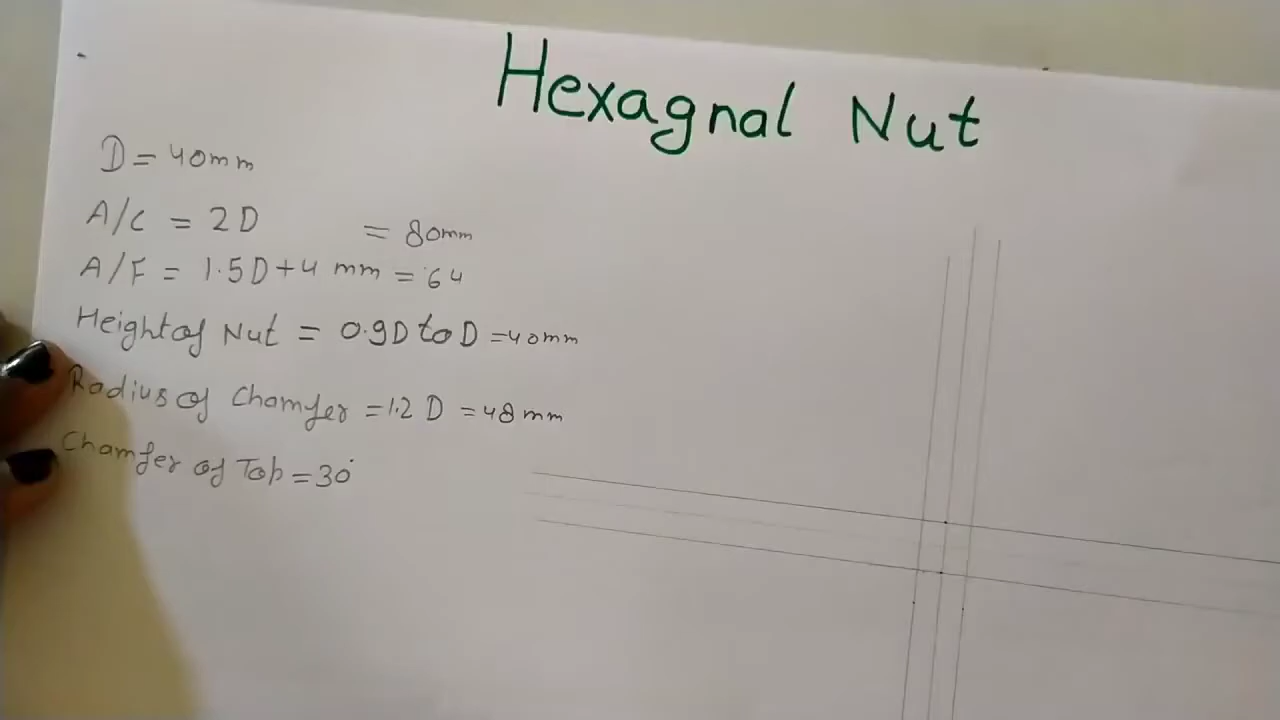 Hexagnal Nut
D = 40mm
A/C = 2D = 80mm
A/F = 1.5D+4 mm = 64
Height of Nut = 0.9D to D = 40mm
Radius of Chamfer = 1.2 D = 48 mm
Chamfer of Top = 30°